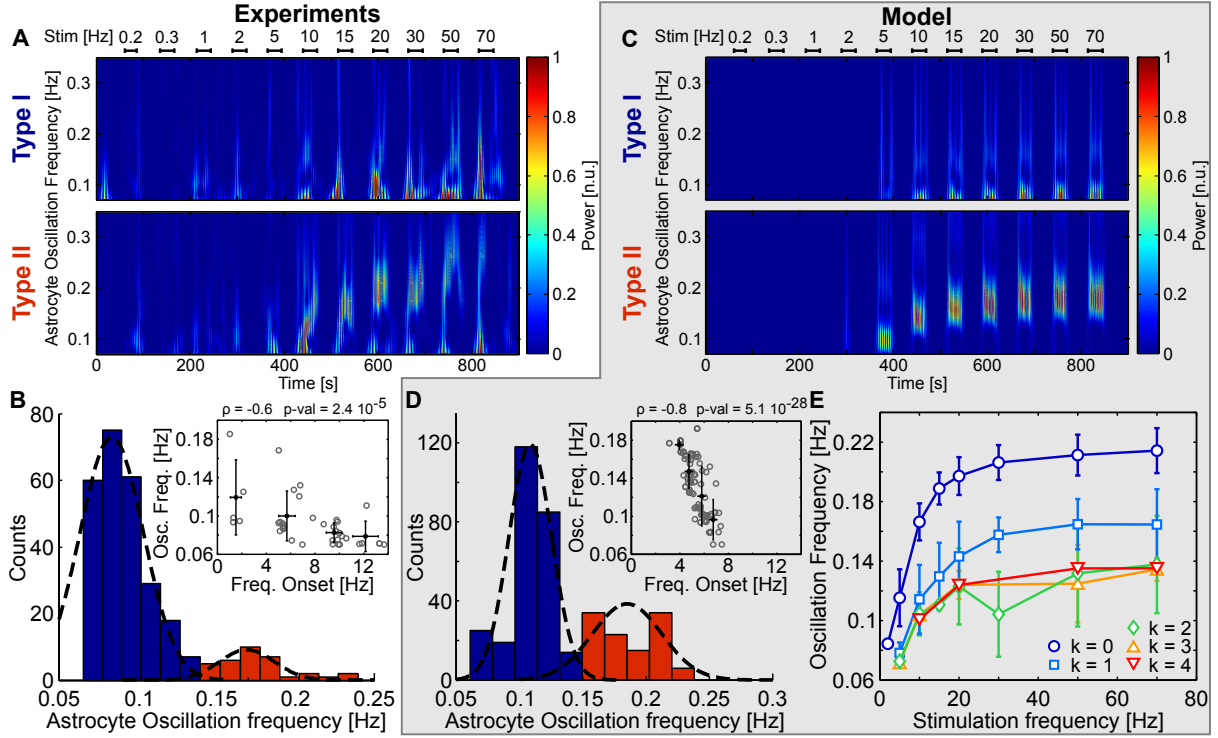 Experiments
Model
A
Stim [Hz] 0.2 0.3 1 2 5 10 15 20 30 50 70
Type I
Type II
Astrocyte Oscillation Frequency [Hz]
0.3
0.2
0.1
0.3
0.2
0.1
0 200 400 600 800
Time [s]
Power [n.u.]
1
0.8
0.6
0.4
0.2
0
C
Stim [Hz] 0.2 0.3 1 2 5 10 15 20 30 50 70
Type I
Type II
Astrocyte Oscillation Frequency [Hz]
0.3
0.2
0.1
0.3
0.2
0.1
0 200 400 600 800
Time [s]
Power [n.u.]
1
0.8
0.6
0.4
0.2
0
B
Counts
80
60
40
20
0
0.05 0.1 0.15 0.2 0.25
Astrocyte Oscillation frequency [Hz]
ρ = -0.6 p-val = 2.4 10-5
Osc. Freq. [Hz]
0.19
0.14
0.1
0.06
0 4 8 12
Freq. Onset [Hz]
D
Counts
120
80
40
0
0.05 0.1 0.15 0.2 0.25 0.3
Astrocyte Oscillation frequency [Hz]
ρ = -0.8 p-val = 5.1 10-28
Osc. Freq. [Hz]
0.19
0.14
0.1
0.06
0 4 8 12
Freq. Onset [Hz]
E
Oscillation Frequency [Hz]
0.22
0.18
0.14
0.1
0.06
0 20 40 60 80
Stimulation frequency [Hz]
k = 0
k = 1
k = 2
k = 3
k = 4